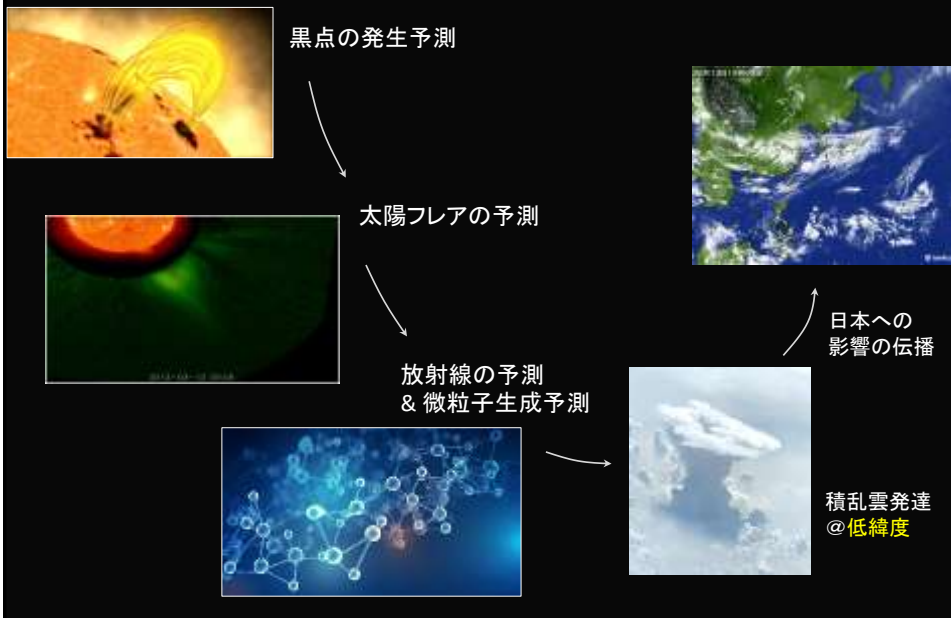 黒点の発生予測
太陽フレアの予測
放射線の予測
& 微粒子生成予測
日本への
影響の伝播
積乱雲発達
@低緯度